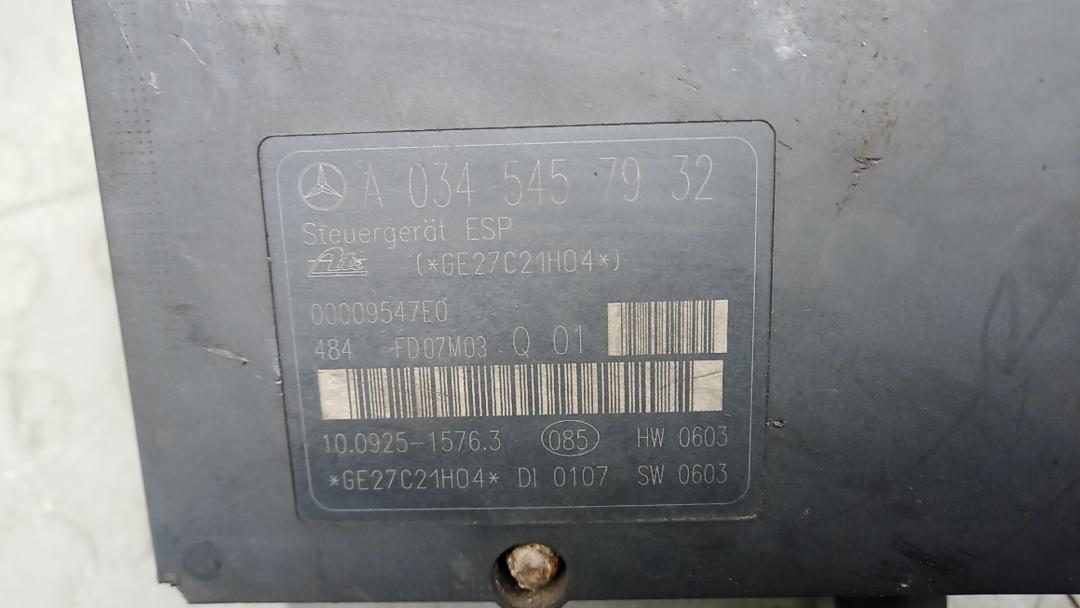 A 034 545 79 32
Steuergerät ESP
Ate (*GE27C21H04*)
00009547E0
484 FD07M03 Q 01
10.0925-1576.3 085 HW 0603
*GE27C21H04* DI 0107 SW 0603